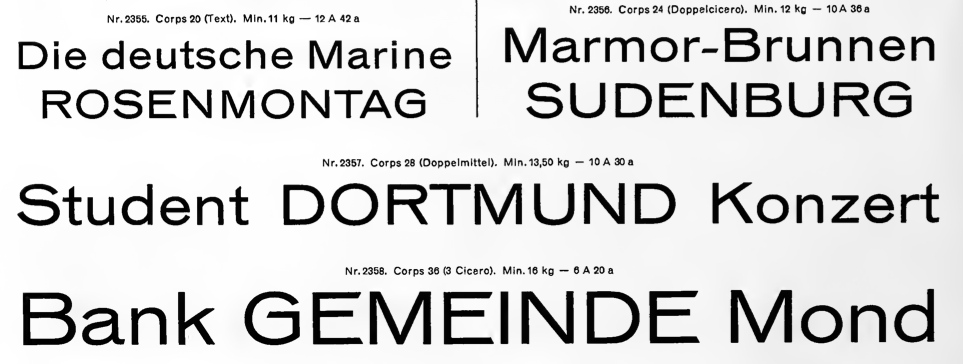 Nr. 2355. Corps 20 (Text). Min. 11 kg — 12 A 42 a
Die deutsche Marine
ROSENMONTAG
Nr. 2356. Corps 24 (Doppelcicero). Min. 12 kg — 10 A 36 a
Marmor-Brunnen
SUDENBURG
Nr. 2357. Corps 28 (Doppelmittel). Min. 13,50 kg — 10 A 30 a
Student DORTMUND Konzert
Nr. 2358. Corps 36 (3 Cicero). Min. 16 kg — 6 A 20 a
Bank GEMEINDE Mond